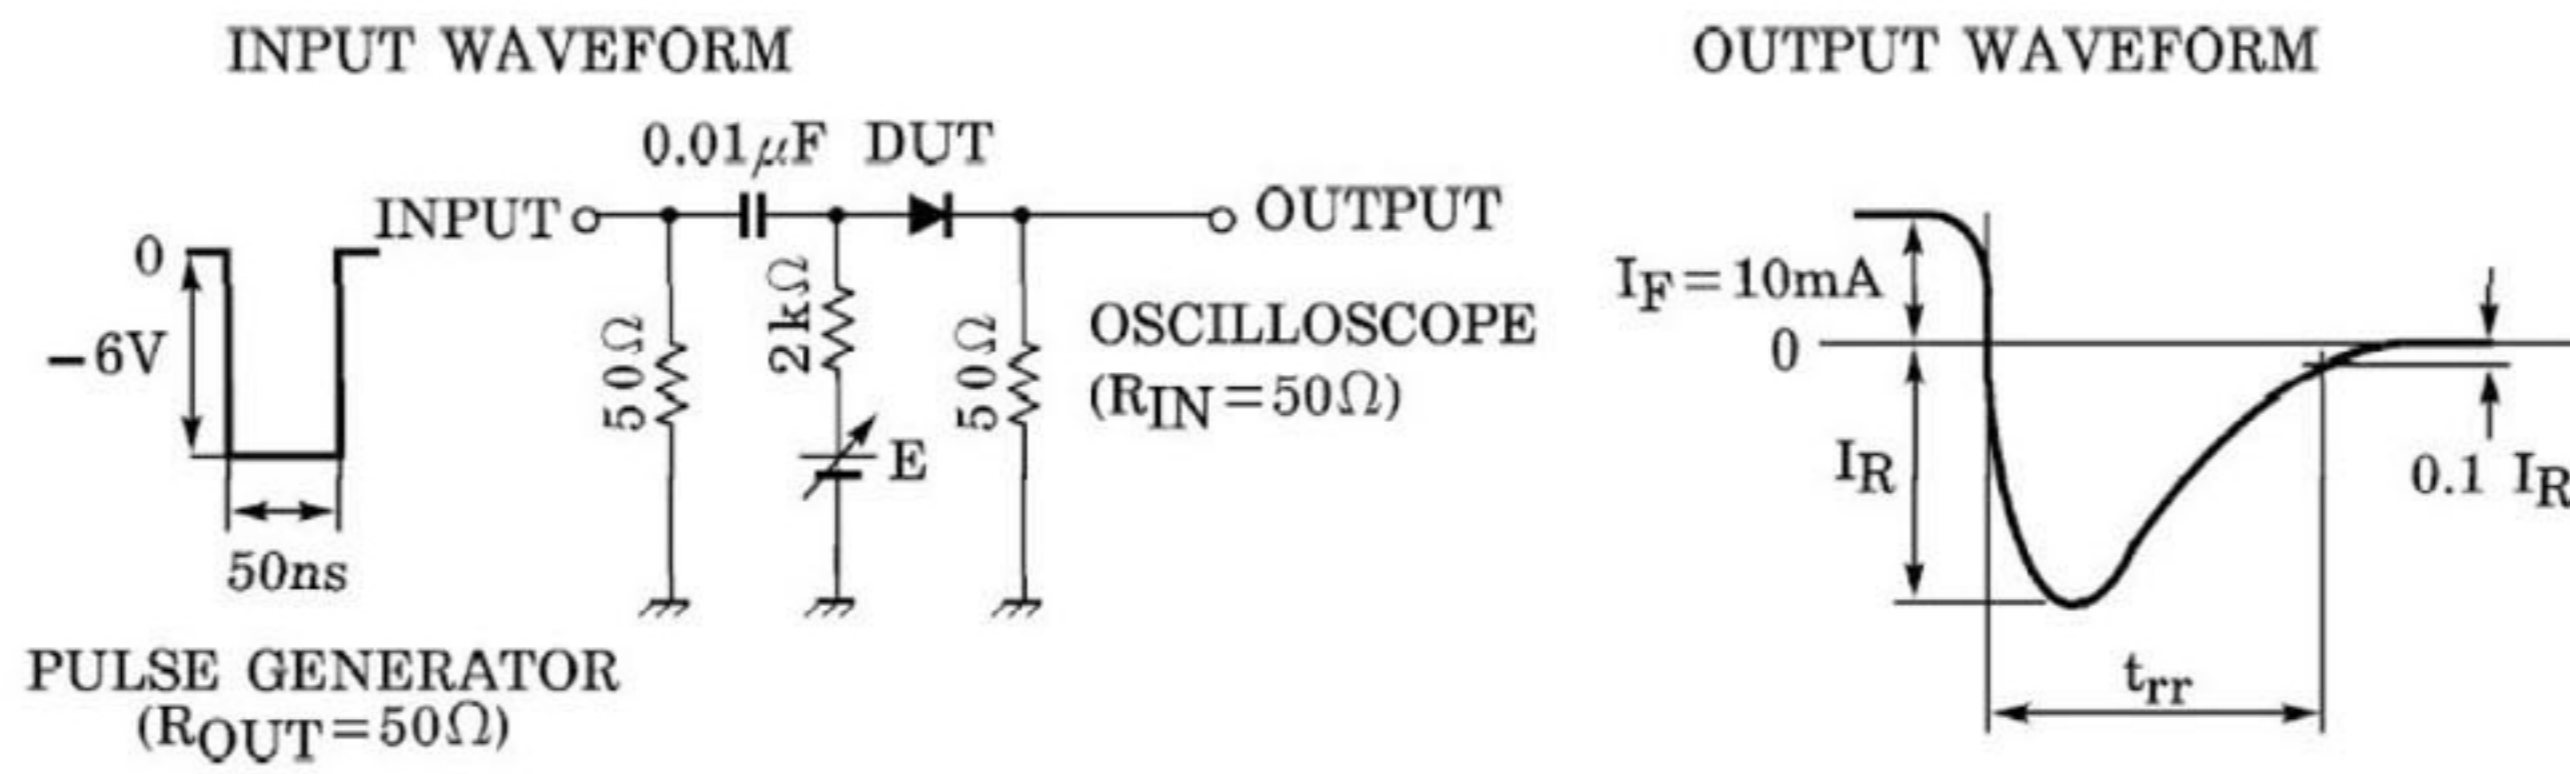 INPUT WAVEFORM
OUTPUT WAVEFORM
0.01μF DUT
INPUT
OUTPUT
0
-6V
50ns
50Ω
2kΩ
E
50Ω
OSCILLOSCOPE
(RIN=50Ω)
PULSE GENERATOR
(ROUT=50Ω)
IF=10mA
0
IR
0.1 IR
trr